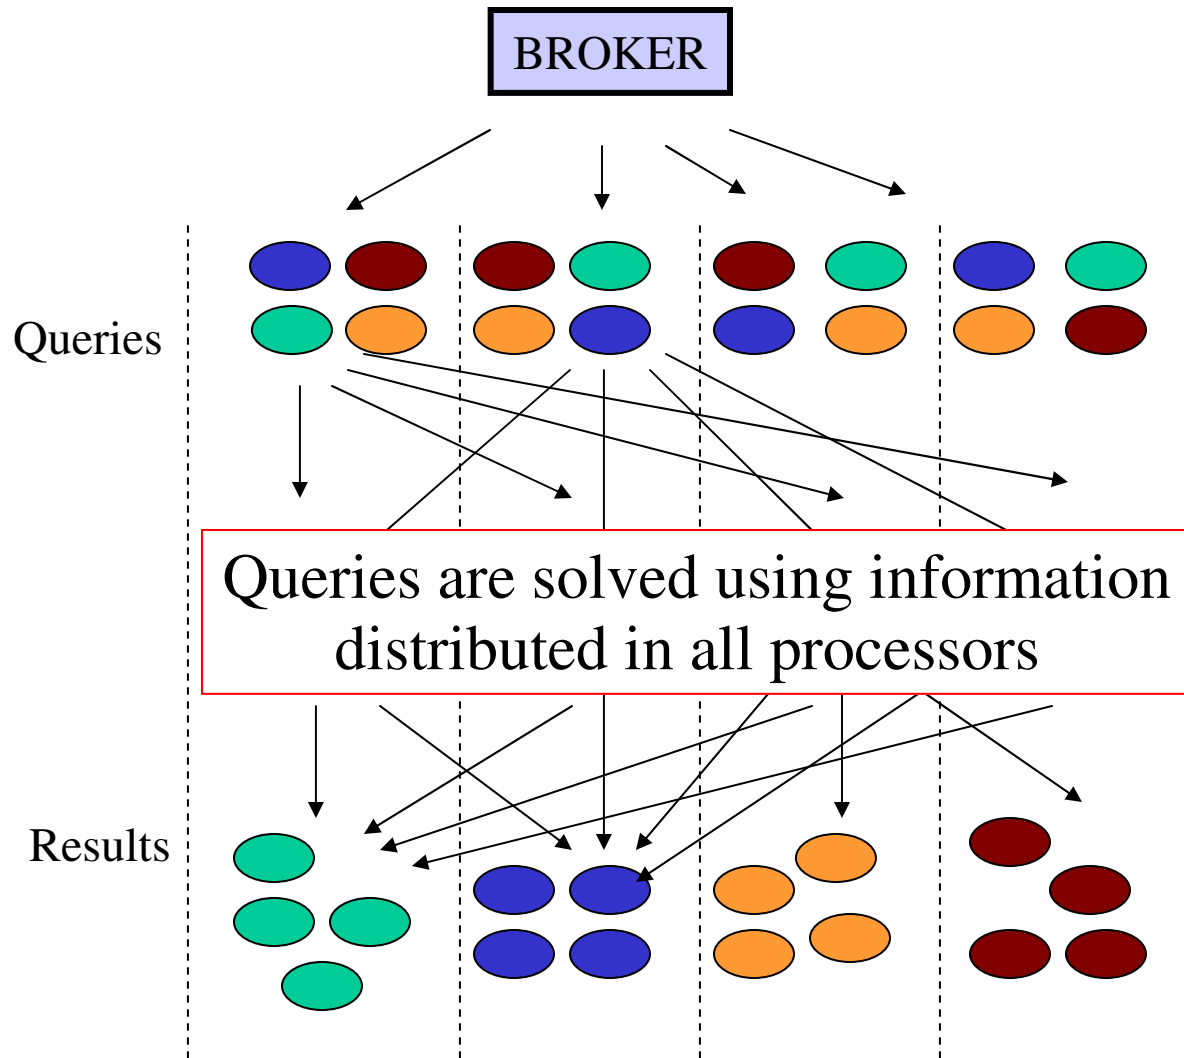 BROKER
Queries
Queries are solved using information
distributed in all processors
Results